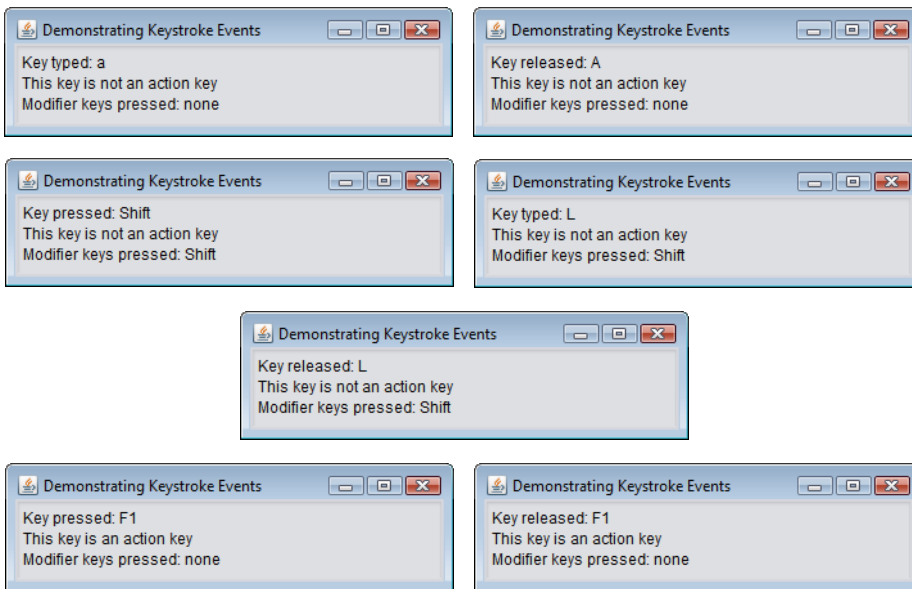 Demonstrating Keystroke Events
Key typed: a
This key is not an action key
Modifier keys pressed: none
Demonstrating Keystroke Events
Key released: A
This key is not an action key
Modifier keys pressed: none
Demonstrating Keystroke Events
Key pressed: Shift
This key is not an action key
Modifier keys pressed: Shift
Demonstrating Keystroke Events
Key typed: L
This key is not an action key
Modifier keys pressed: Shift
Demonstrating Keystroke Events
Key released: L
This key is not an action key
Modifier keys pressed: Shift
Demonstrating Keystroke Events
Key pressed: F1
This key is an action key
Modifier keys pressed: none
Demonstrating Keystroke Events
Key released: F1
This key is an action key
Modifier keys pressed: none